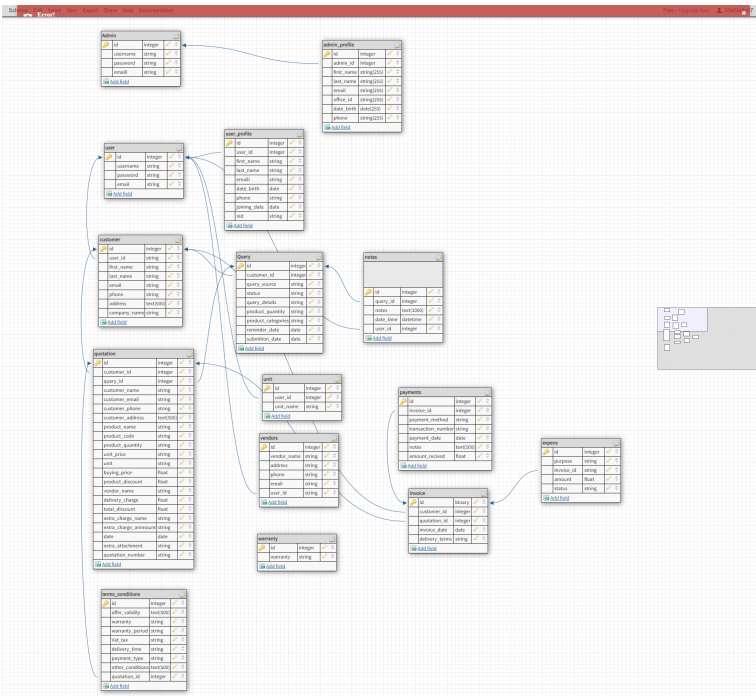 Error!
View Export Share Help Documentation
Free - Upgrade Now
Admin
id integer
username string
password string
emaili string
Add field
admin_profile
id integer
admin_id integer
first_name string(255)
last_name string(255)
email string(255)
office_id string(255)
date_birth date(255)
phone string(255)
Add field
user_profile
id integer
user_id integer
first_name string
last_name string
emaili string
date_birth date
phone string
joining_date date
nid string
Add field
user
id integer
username string
password string
email string
Add field
customer
id integer
user_id string
first_name string
last_name string
email string
phone string
address text(500)
company_name string
Add field
Query
id integer
customer_id integer
query_source string
status string
query_details string
product_quantity string
product_categories string
reminder_date date
submition_date date
Add field
notes
id integer
query_id integer
notes text(1000)
date_time datetime
user_id integer
Add field
quotation
id integer
customer_id integer
query_id integer
customer_name string
customer_email string
customer_phone string
customer_address text(500)
product_name string
product_code string
product_quantity string
unit_price string
unit string
buying_price float
product_discount float
vendor_name string
delivery_charge float
total_discount float
extra_charge_name string
extra_charge_ammount string
date date
extra_attachment string
quotation_number string
Add field
unit
id integer
user_id integer
unit_name string
Add field
payments
id integer
invoice_id integer
payment_method string
transaction_number string
payment_date date
notes text(500)
amount_recived float
Add field
vendors
id integer
vendor_name string
address string
phone string
email string
user_id string
Add field
expens
id integer
purpose string
invoice_id string
amount float
status string
Add field
invoice
id binary
customer_id integer
quotation_id integer
invoice_date date
delivery_terms string
Add field
warranty
id integer
warranty string
Add field
terms_conditions
id integer
offer_validity text(500)
warranty string
warranty_period string
Vat_tax string
delivery_time string
payment_type string
other_conditions text(500)
quotation_id integer
Add field